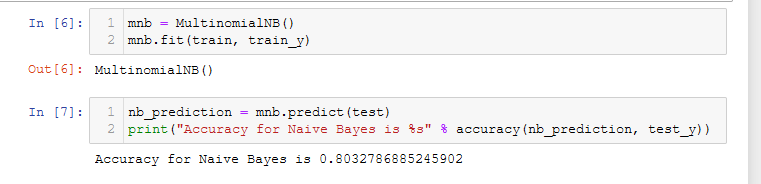 In [6]: 1 mnb = MultinomialNB()
2 mnb.fit(train, train_y)
Out[6]: MultinomialNB()
In [7]: 1 nb_prediction = mnb.predict(test)
2 print("Accuracy for Naive Bayes is %s" % accuracy(nb_prediction, test_y))
Accuracy for Naive Bayes is 0.8032786885245902